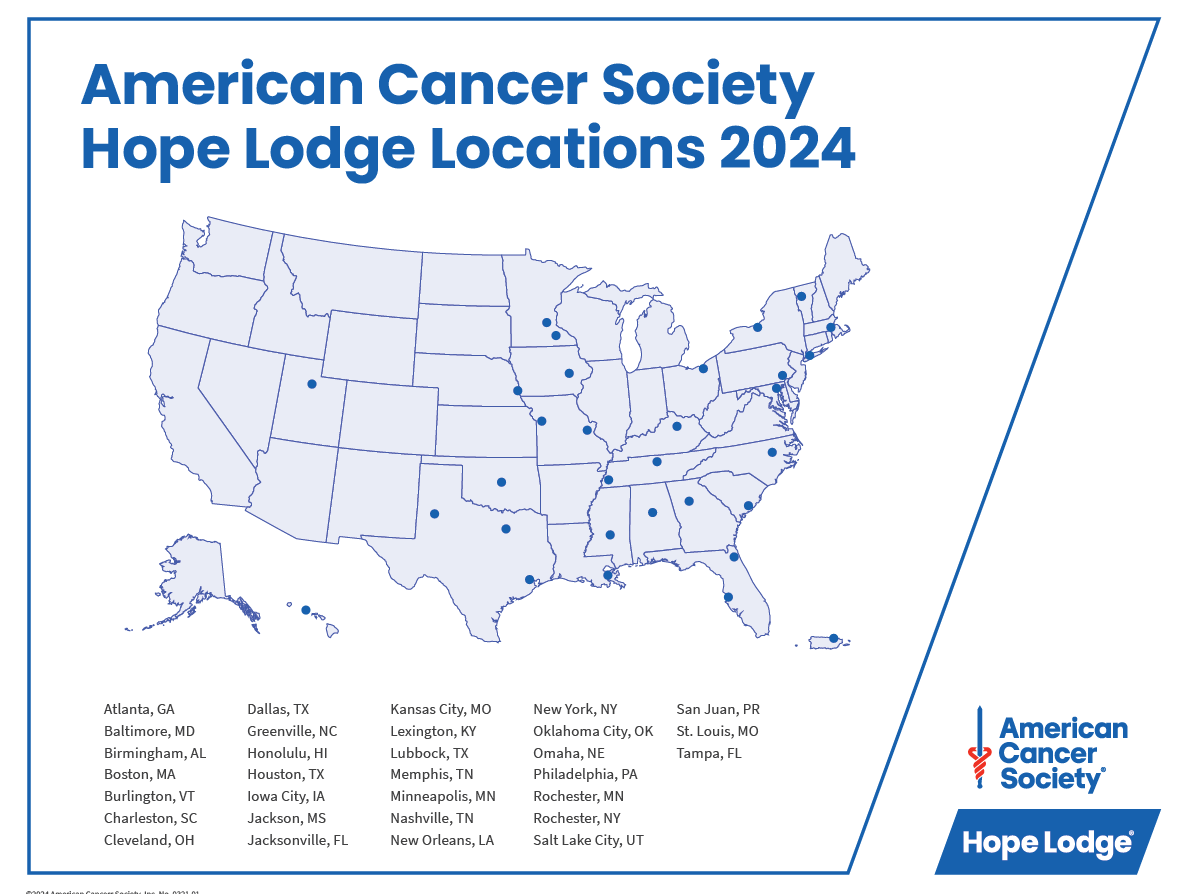 American Cancer Society
Hope Lodge Locations 2024
Atlanta, GA
Baltimore, MD
Birmingham, AL
Boston, MA
Burlington, VT
Charleston, SC
Cleveland, OH
Dallas, TX
Greenville, NC
Honolulu, HI
Houston, TX
Iowa City, IA
Jackson, MS
Jacksonville, FL
Kansas City, MO
Lexington, KY
Lubbock, TX
Memphis, TN
Minneapolis, MN
Nashville, TN
New Orleans, LA
New York, NY
Oklahoma City, OK
Omaha, NE
Philadelphia, PA
Rochester, MN
Rochester, NY
Salt Lake City, UT
San Juan, PR
St. Louis, MO
Tampa, FL
American
Cancer
Society®
Hope Lodge®